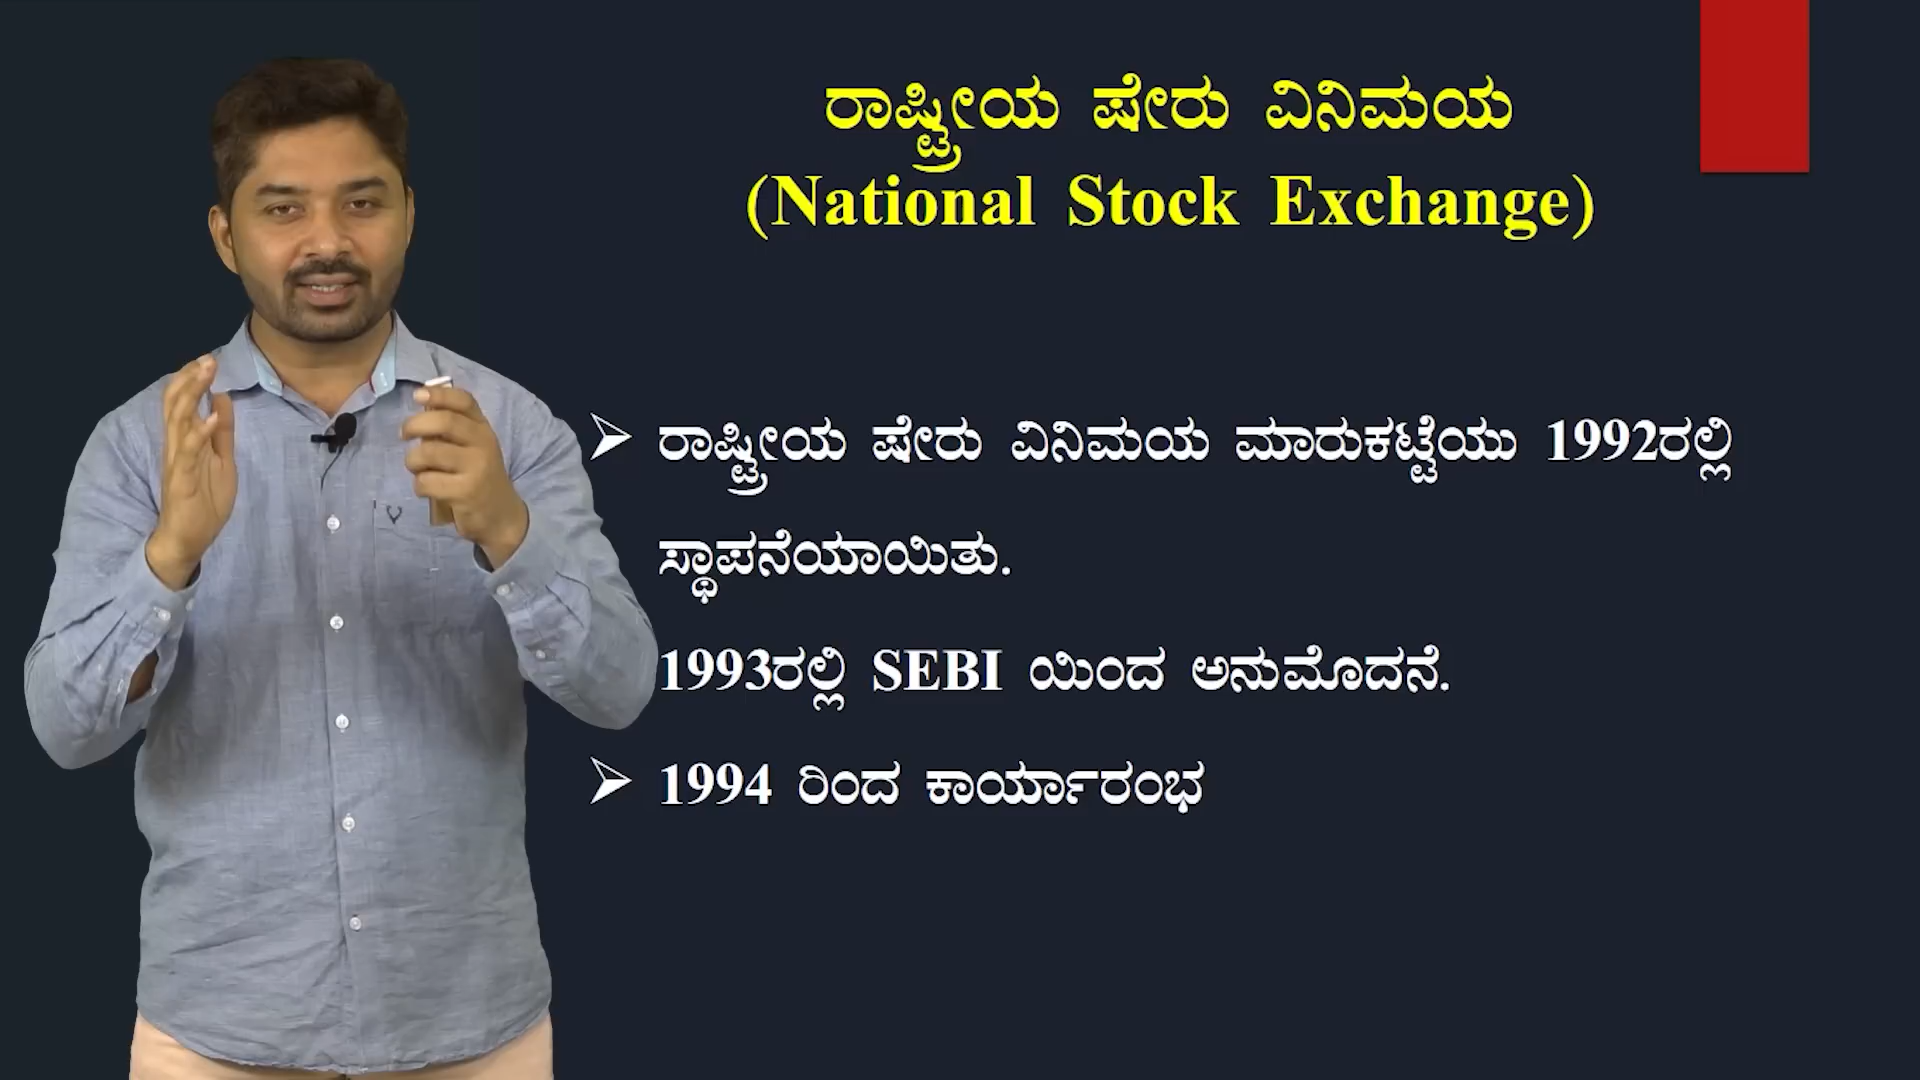 ರಾಷ್ಟ್ರೀಯ ಷೇರು ವಿನಿಮಯ
(National Stock Exchange)
➢ ರಾಷ್ಟ್ರೀಯ ಷೇರು ವಿನಿಮಯ ಮಾರುಕಟ್ಟೆಯು 1992ರಲ್ಲಿ
ಸ್ಥಾಪನೆಯಾಯಿತು.
1993ರಲ್ಲಿ SEBI ಯಿಂದ ಅನುಮೊದನೆ.
➢ 1994 ರಿಂದ ಕಾರ್ಯಾರಂಭ